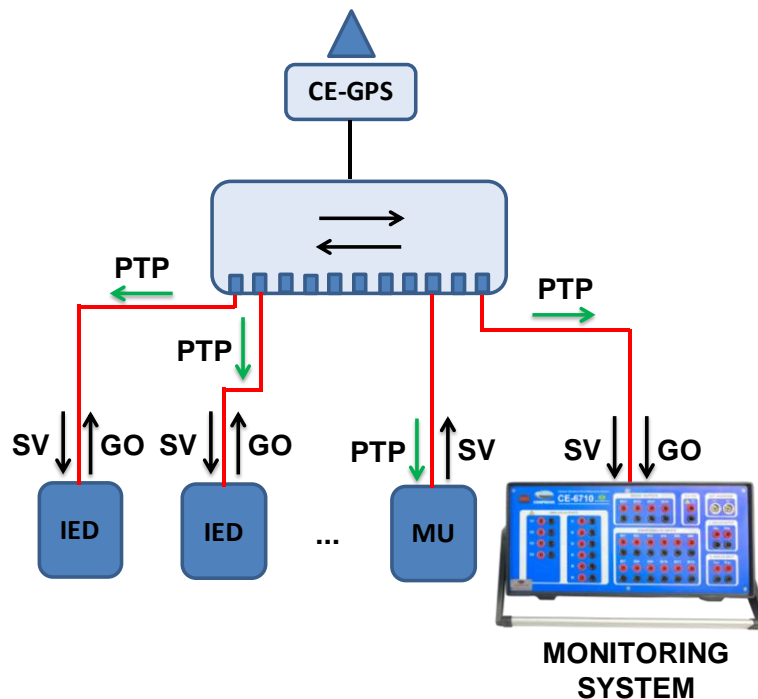 CE-GPS
PTP
PTP
PTP
SV
GO
SV
GO
PTP
SV
SV
GO
IED
IED
...
MU
CE-6710
MONITORING
SYSTEM